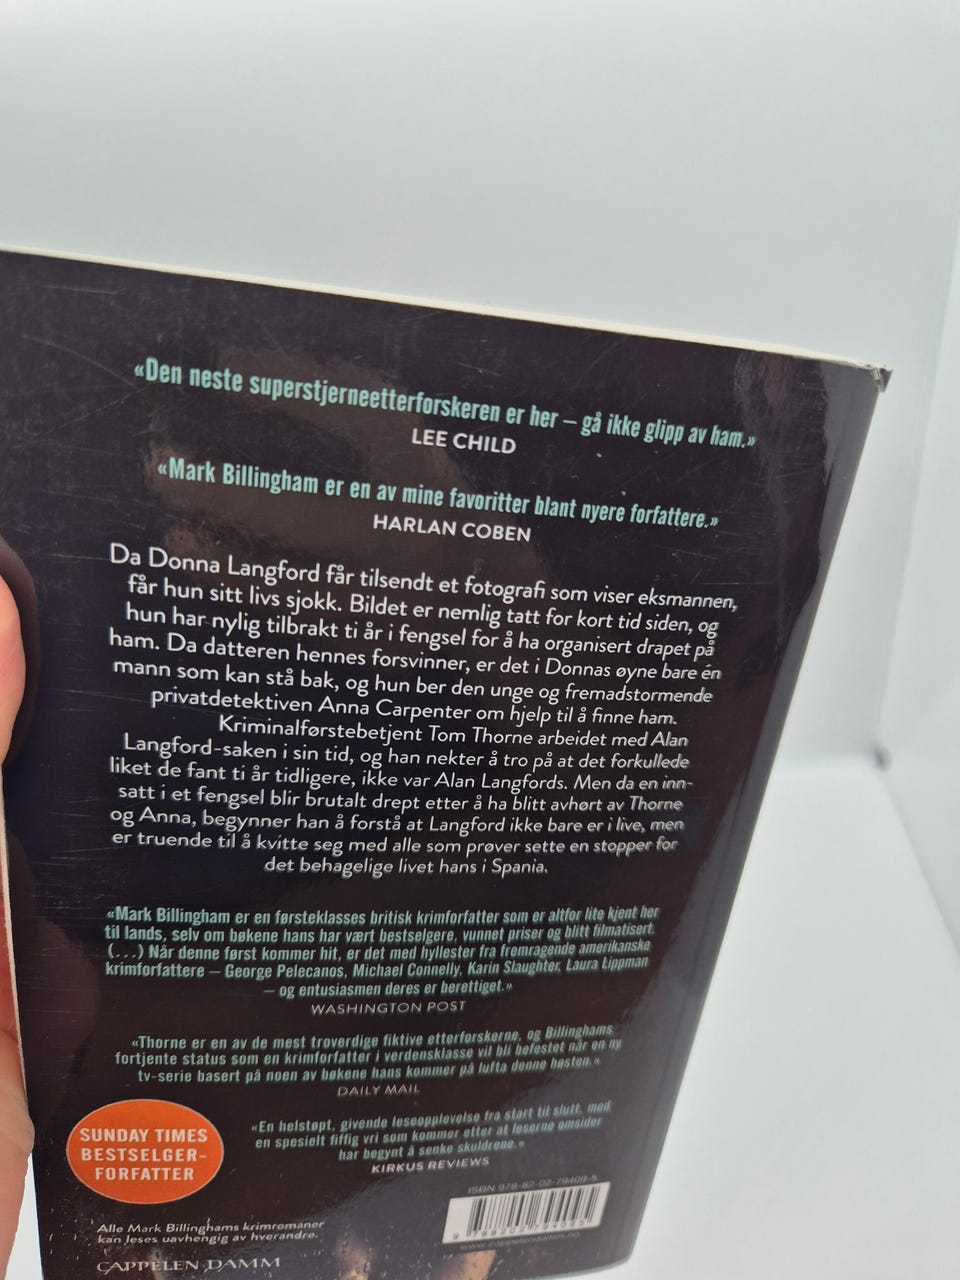 «Den neste superstjerneetterforskeren er her – gå ikke glipp av ham.»
LEE CHILD
«Mark Billingham er en av mine favoritter blant nyere forfattere.»
HARLAN COBEN
Da Donna Langford får tilsendt et fotografi som viser eksmannen,
får hun sitt livs sjokk. Bildet er nemlig tatt for kort tid siden, og
hun har nylig tilbrakt ti år i fengsel for å ha organisert drapet på
ham. Da datteren hennes forsvinner, er det i Donnas øyne bare én
mann som kan stå bak, og hun ber den unge og fremadstormende
privatdetektiven Anna Carpenter om hjelp til å finne ham.
Kriminalførstebetjent Tom Thorne arbeidet med Alan
Langford-saken i sin tid, og han nekter å tro på at det forkullede
liket de fant ti år tidligere, ikke var Alan Langfords. Men da en inn-
satt i et fengsel blir brutalt drept etter å ha blitt avhørt av Thorne
og Anna, begynner han å forstå at Langford ikke bare er i live, men
er truende til å kvitte seg med alle som prøver sette en stopper for
det behagelige livet hans i Spania.
«Mark Billingham er en førsteklasses britisk krimforfatter som er altfor lite kjent her
til lands, selv om bøkene hans har vært bestselgere, vunnet priser og blitt filmatisert.
(...) Når denne først kommer hit, er det med hyllester fra fremragende amerikanske
krimforfattere – George Pelecanos, Michael Connelly, Karin Slaughter, Laura Lippman
– og entusiasmen deres er berettiget.»
WASHINGTON POST
«Thorne er en av de mest troverdige fiktive etterforskerne, og Billinghams
fortjente status som en krimforfatter i verdensklasse vil bli befestet når en ny
tv-serie basert på noen av bøkene hans kommer på lufta denne høsten.»
DAILY MAIL
«En helstøpt, givende leseopplevelse fra start til slutt, med
en spesielt fiffig vri som kommer etter at leserne omsider
har begynt å senke skuldrene.»
KIRKUS REVIEWS
SUNDAY TIMES
BESTSELGER-
FORFATTER
ISBN 978-82-02-79409-5
www.cappelendamm.no
Alle Mark Billinghams krimromaner
kan leses uavhengig av hverandre.
CAPPELEN DAMM